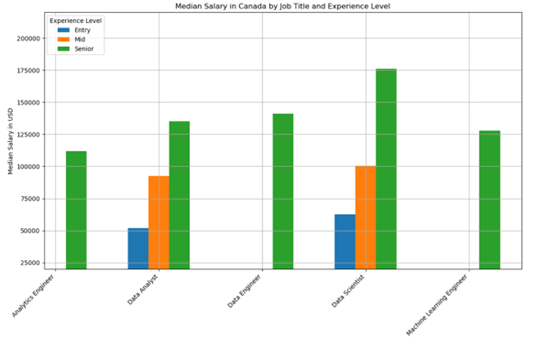 Median Salary in Canada by Job Title and Experience Level
Experience Level
Entry
Mid
Senior
Median Salary in USD
200000
175000
150000
125000
100000
75000
50000
25000
Analytics Engineer
Data Analyst
Data Engineer
Data Scientist
Machine Learning Engineer